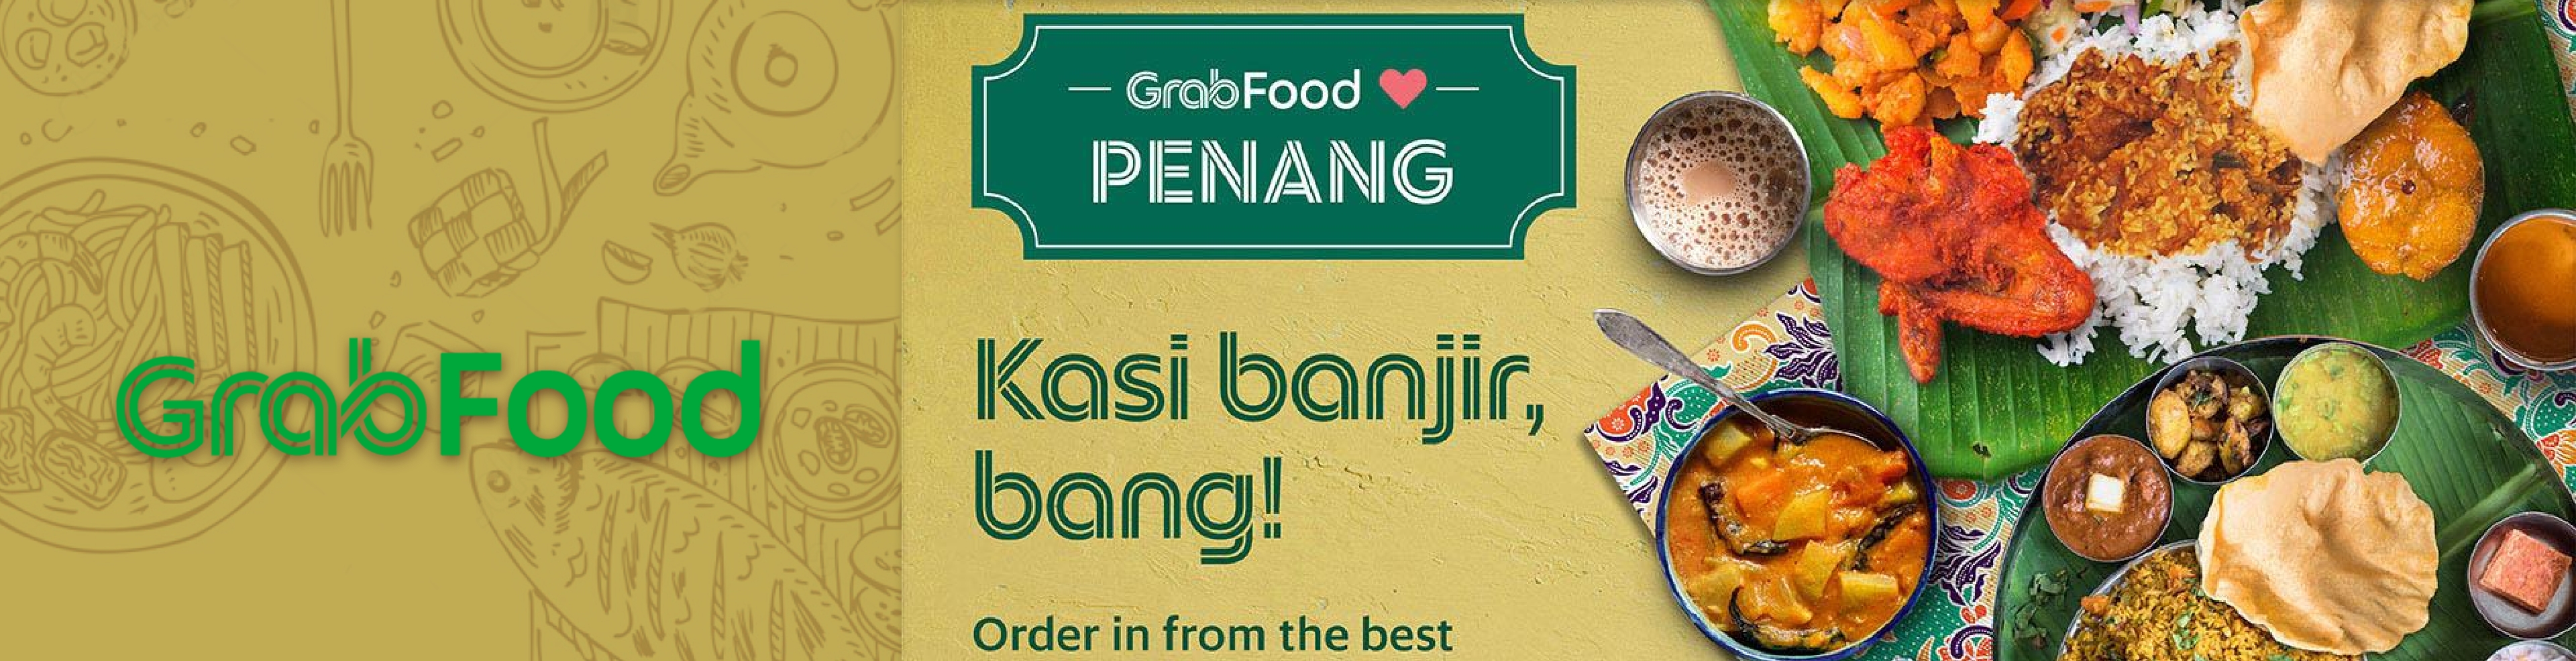 GrabFood
GrabFood
PENANG
Kasi banjir,
bang!
Order in from the best